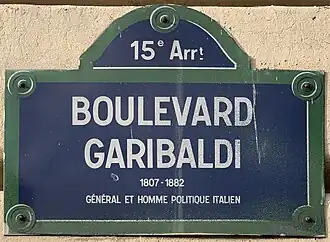 15e Arrt
BOULEVARD
GARIBALDI
1807-1882
GÉNÉRAL ET HOMME POLITIQUE ITALIEN